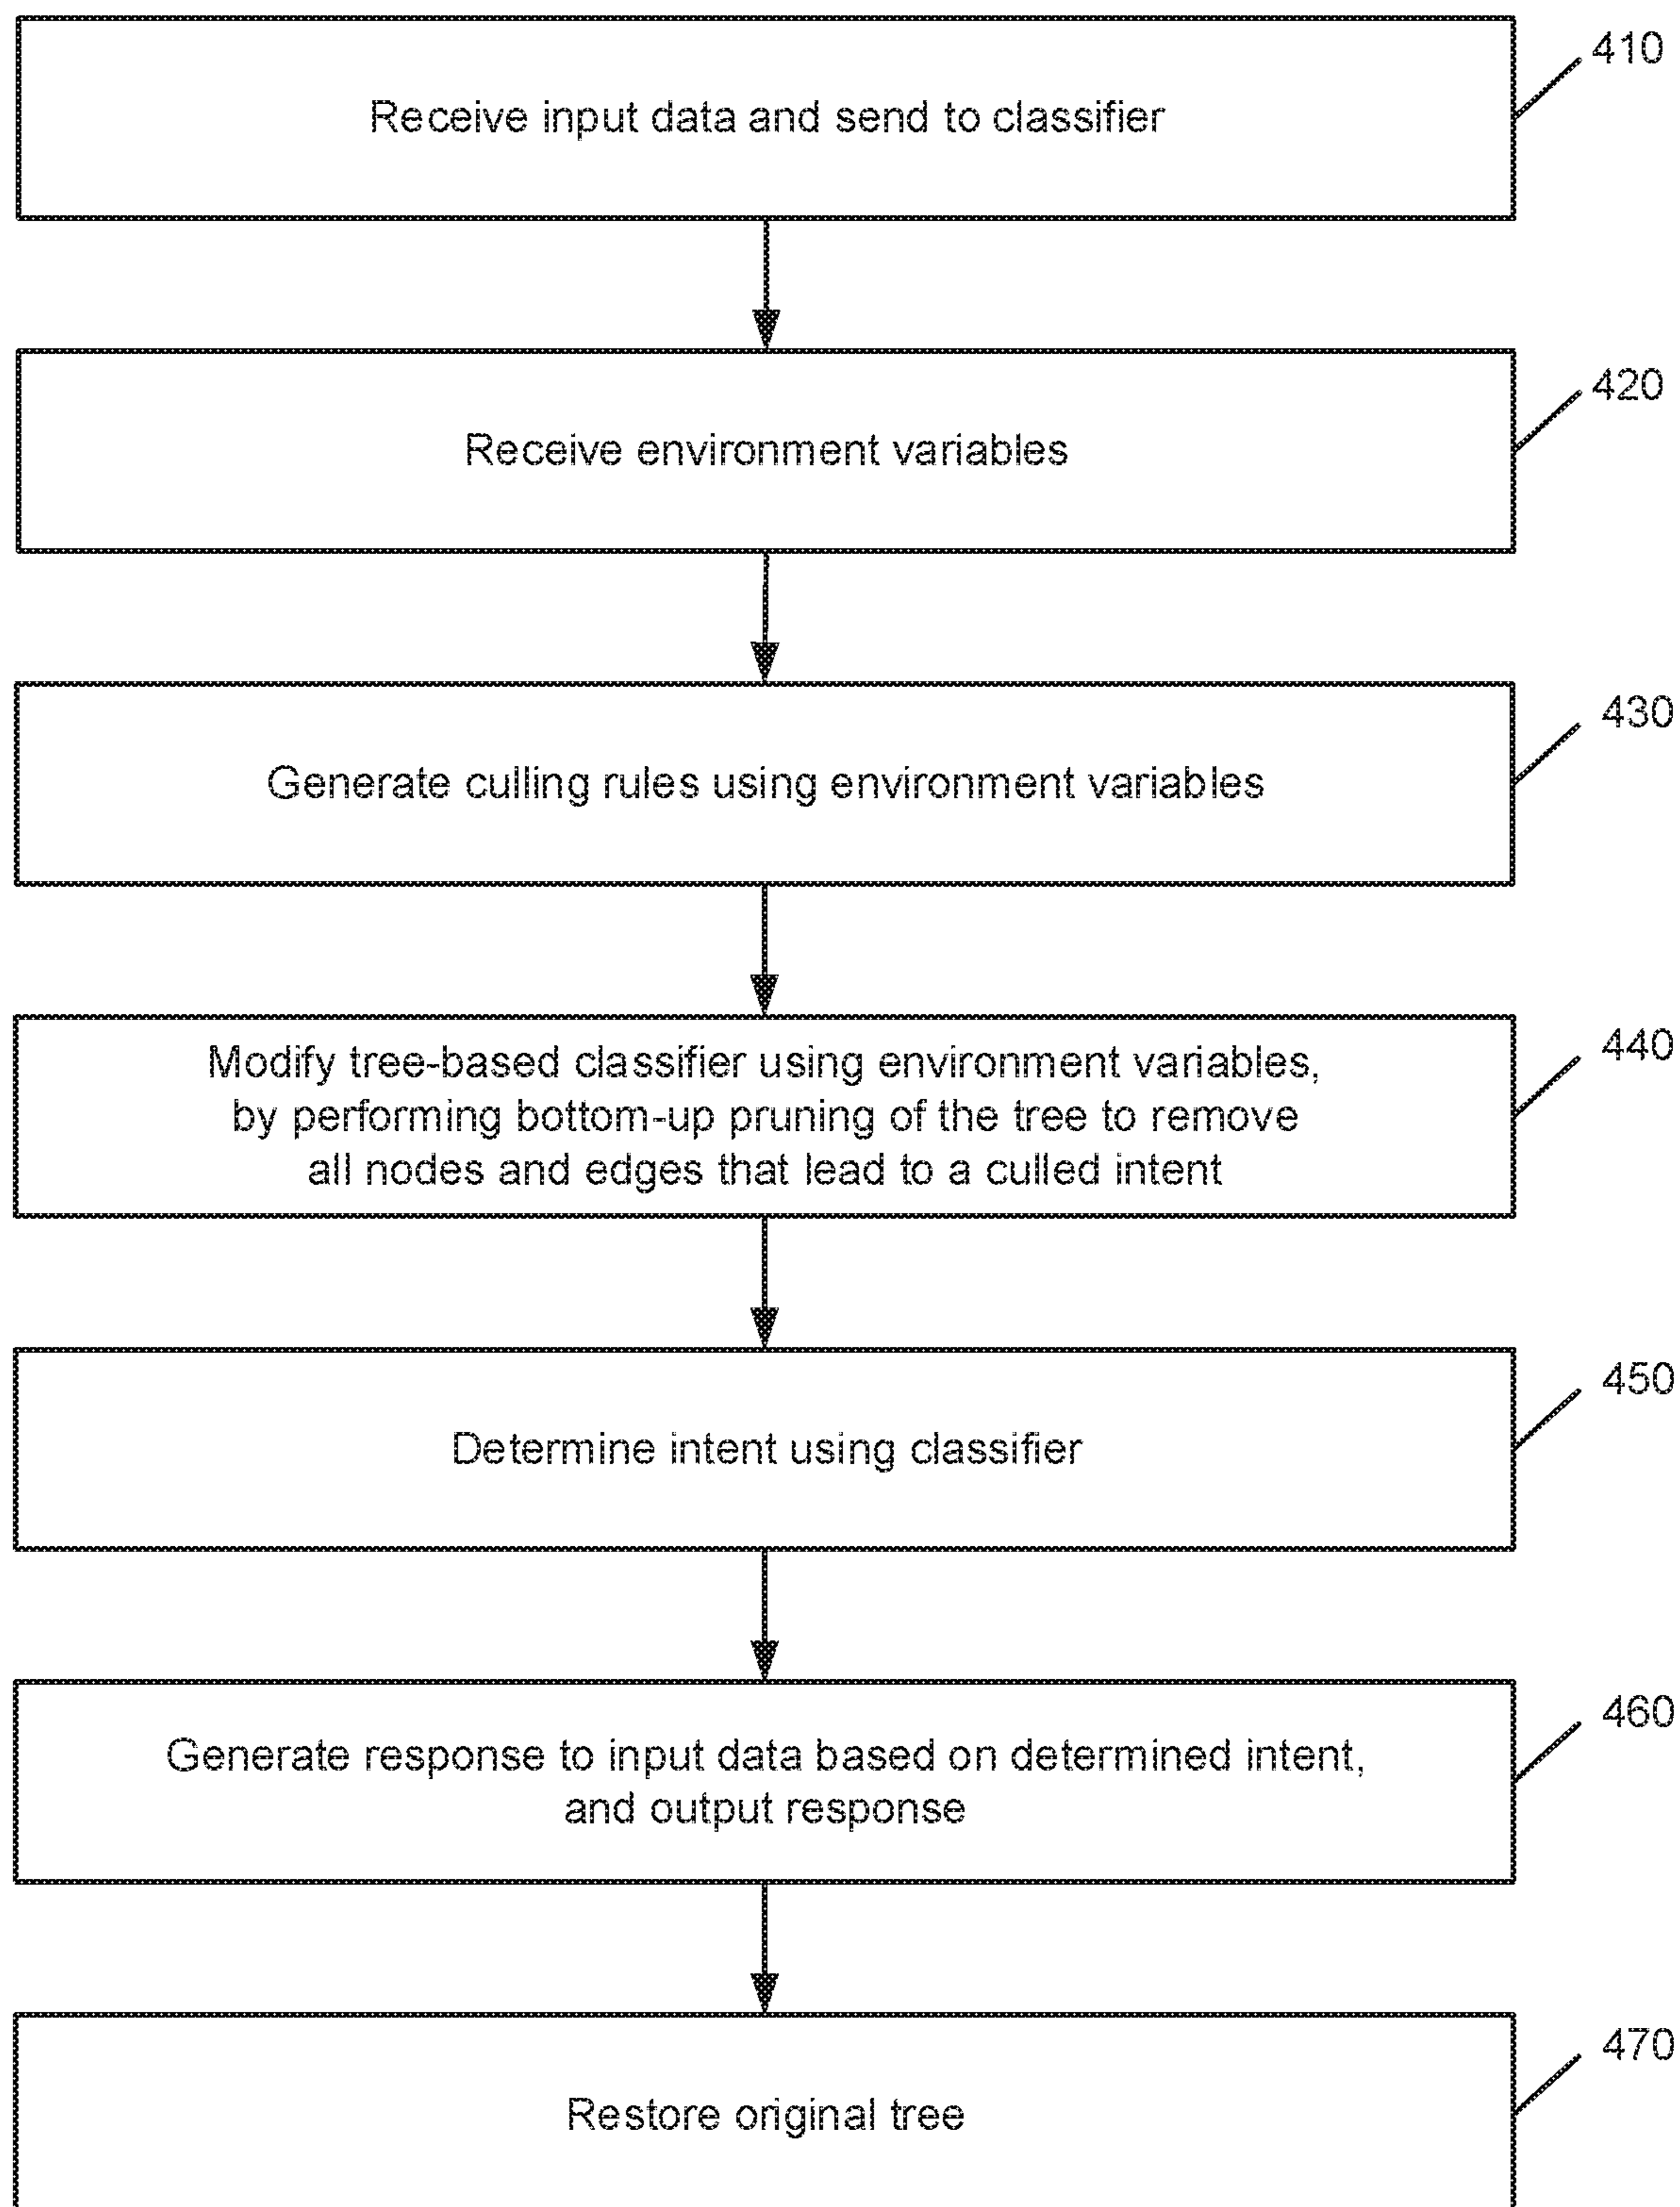 410
Receive input data and send to classifier
420
Receive environment variables
430
Generate culling rules using environment variables
440
Modify tree-based classifier using environment variables,
by performing bottom-up pruning of the tree to remove
all nodes and edges that lead to a culled intent
450
Determine intent using classifier
460
Generate response to input data based on determined intent,
and output response
470
Restore original tree